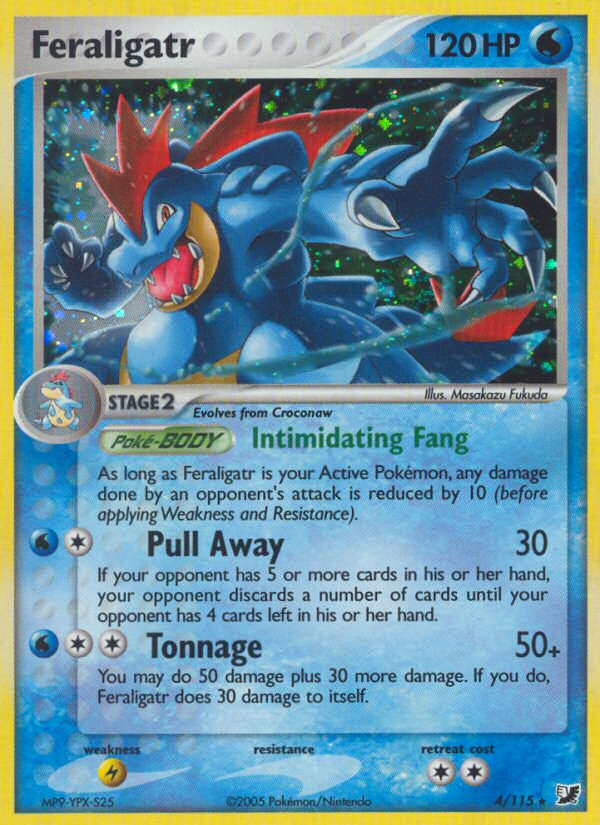 Feraligatr 120 HP
Illus. Masakazu Fukuda
STAGE 2
Evolves from Croconaw
Poké-BODY Intimidating Fang
As long as Feraligatr is your Active Pokémon, any damage
done by an opponent's attack is reduced by 10 (before
applying Weakness and Resistance).
Pull Away 30
If your opponent has 5 or more cards in his or her hand,
your opponent discards a number of cards until your
opponent has 4 cards left in his or her hand.
Tonnage 50+
You may do 50 damage plus 30 more damage. If you do,
Feraligatr does 30 damage to itself.
weakness resistance retreat cost
MP9-YPX-S25 ©2005 Pokémon/Nintendo 4/115 ★